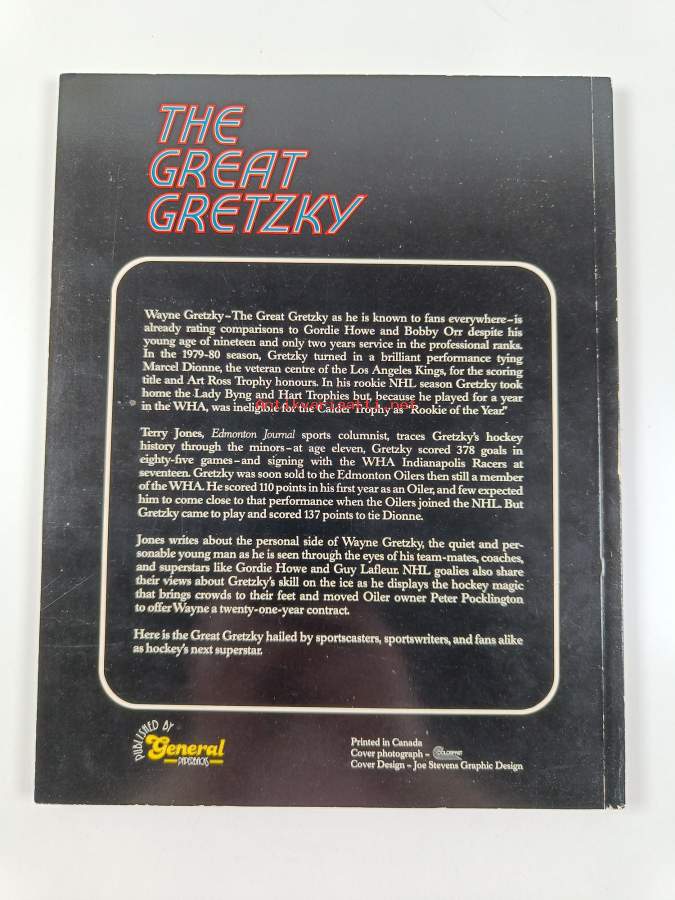 THE
GREAT
GRETZKY
Wayne Gretzky–The Great Gretzky as he is known to fans everywhere–is
already rating comparisons to Gordie Howe and Bobby Orr despite his
young age of nineteen and only two years service in the professional ranks.
In the 1979-80 season, Gretzky turned in a brilliant performance tying
Marcel Dionne, the veteran centre of the Los Angeles Kings, for the scoring
title and Art Ross Trophy honours. In his rookie NHL season Gretzky took
home the Lady Byng and Hart Trophies but, because he played for a year
in the WHA, was ineligible for the Calder Trophy as "Rookie of the Year."
Terry Jones, Edmonton Journal sports columnist, traces Gretzky's hockey
history through the minors–at age eleven, Gretzky scored 378 goals in
eighty-five games–and signing with the WHA Indianapolis Racers at
seventeen. Gretzky was soon sold to the Edmonton Oilers then still a member
of the WHA. He scored 110 points in his first year as an Oiler, and few expected
him to come close to that performance when the Oilers joined the NHL. But
Gretzky came to play and scored 137 points to tie Dionne.
Jones writes about the personal side of Wayne Gretzky, the quiet and per-
sonable young man as he is seen through the eyes of his team-mates, coaches,
and superstars like Gordie Howe and Guy Lafleur. NHL goalies also share
their views about Gretzky's skill on the ice as he displays the hockey magic
that brings crowds to their feet and moved Oiler owner Peter Pocklington
to offer Wayne a twenty-one-year contract.
Here is the Great Gretzky hailed by sportscasters, sportswriters, and fans alike
as hockey's next superstar.
PUBLISHED BY
General
PAPERBACKS
Printed in Canada
Cover photograph – COLORFAST
Cover Design – Joe Stevens Graphic Design